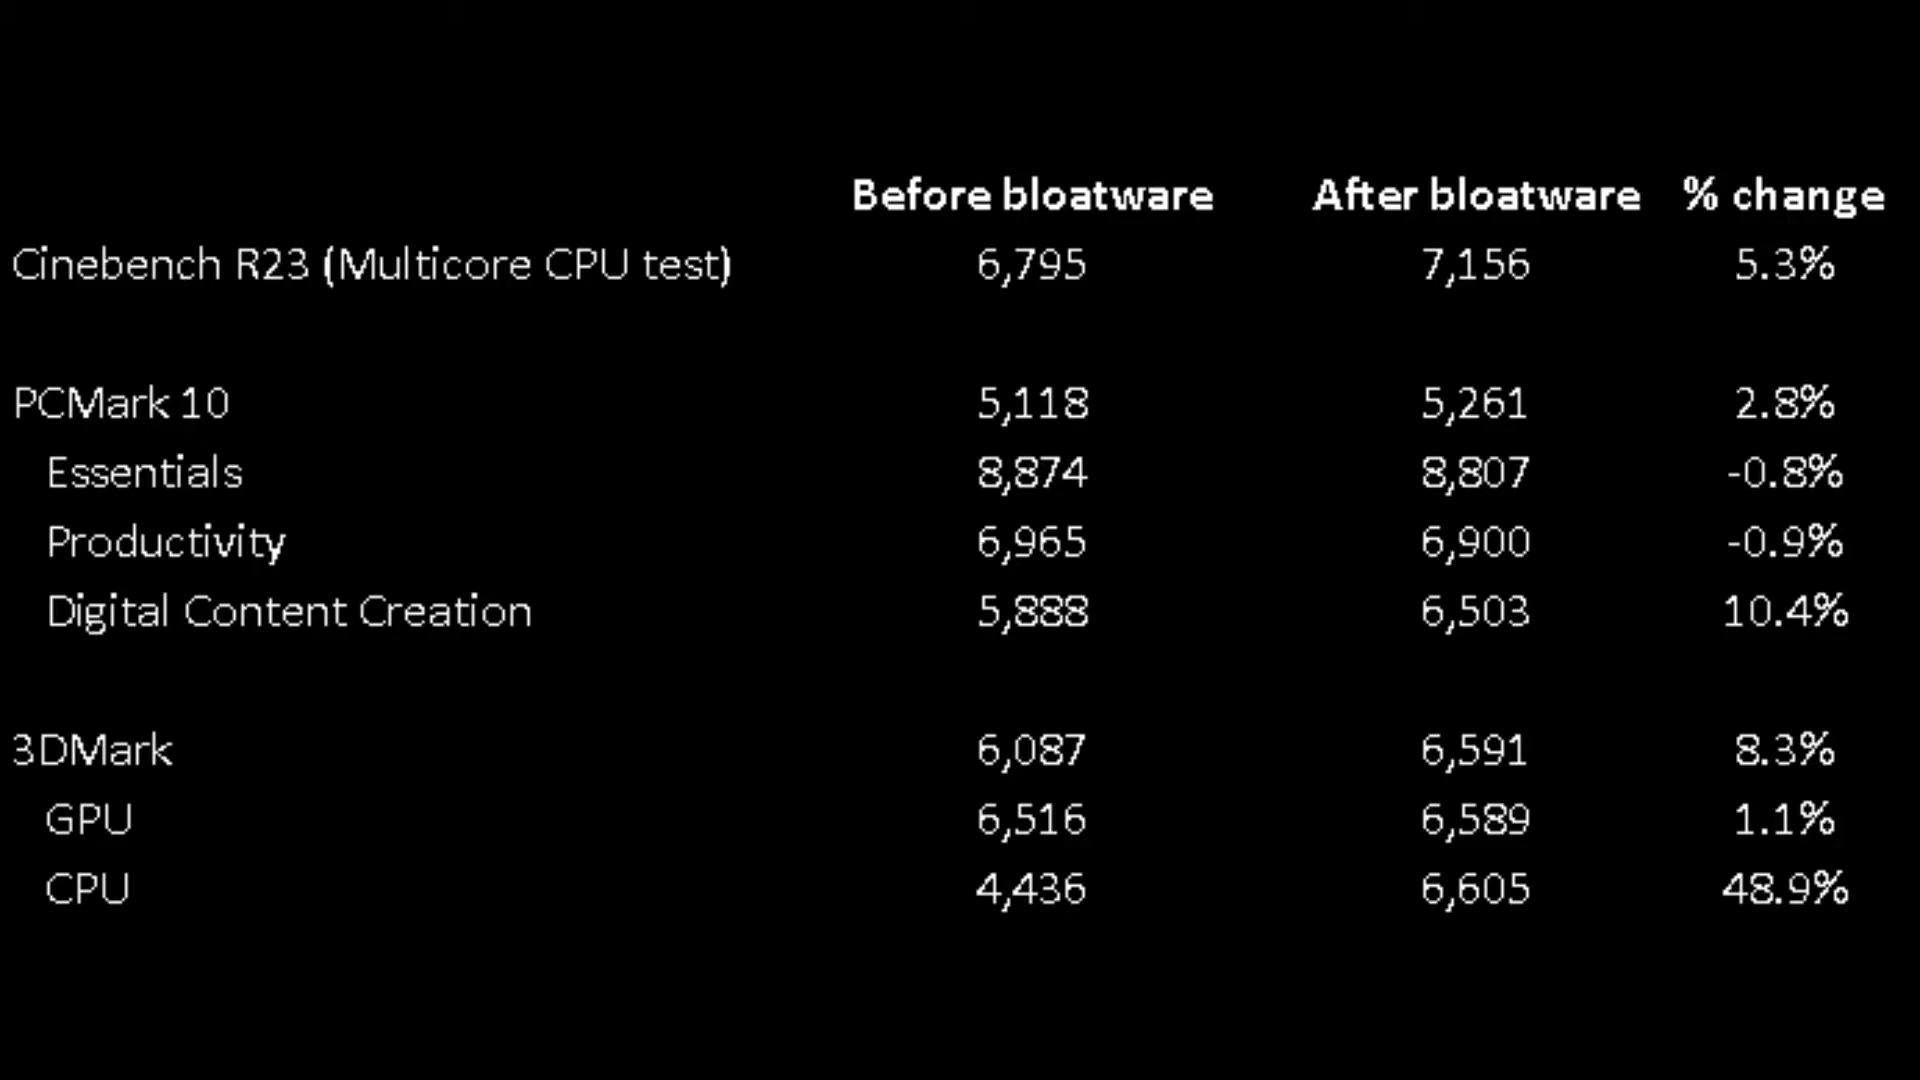 Before bloatware After bloatware % change
Cinebench R23 (Multicore CPU test) 6,795 7,156 5.3%
PCMark 10 5,118 5,261 2.8%
Essentials 8,874 8,807 -0.8%
Productivity 6,965 6,900 -0.9%
Digital Content Creation 5,888 6,503 10.4%
3DMark 6,087 6,591 8.3%
GPU 6,516 6,589 1.1%
CPU 4,436 6,605 48.9%